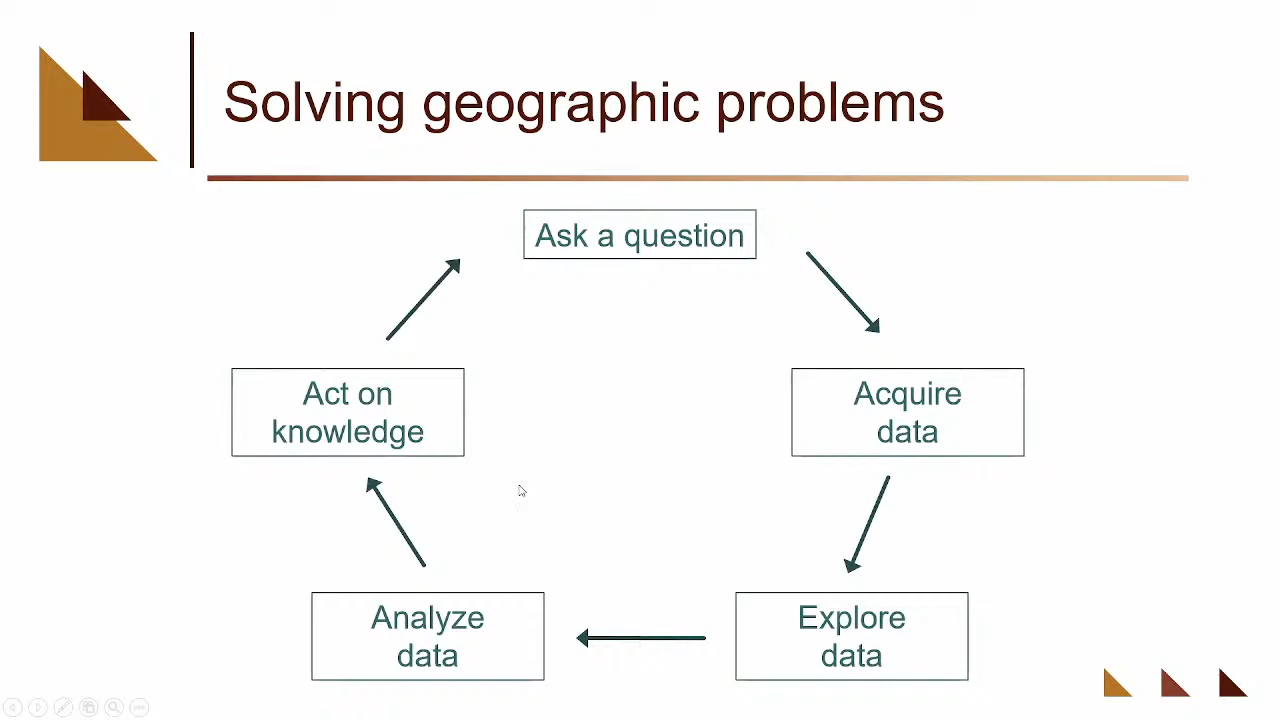 Solving geographic problems
Ask a question
Acquire
data
Explore
data
Analyze
data
Act on
knowledge